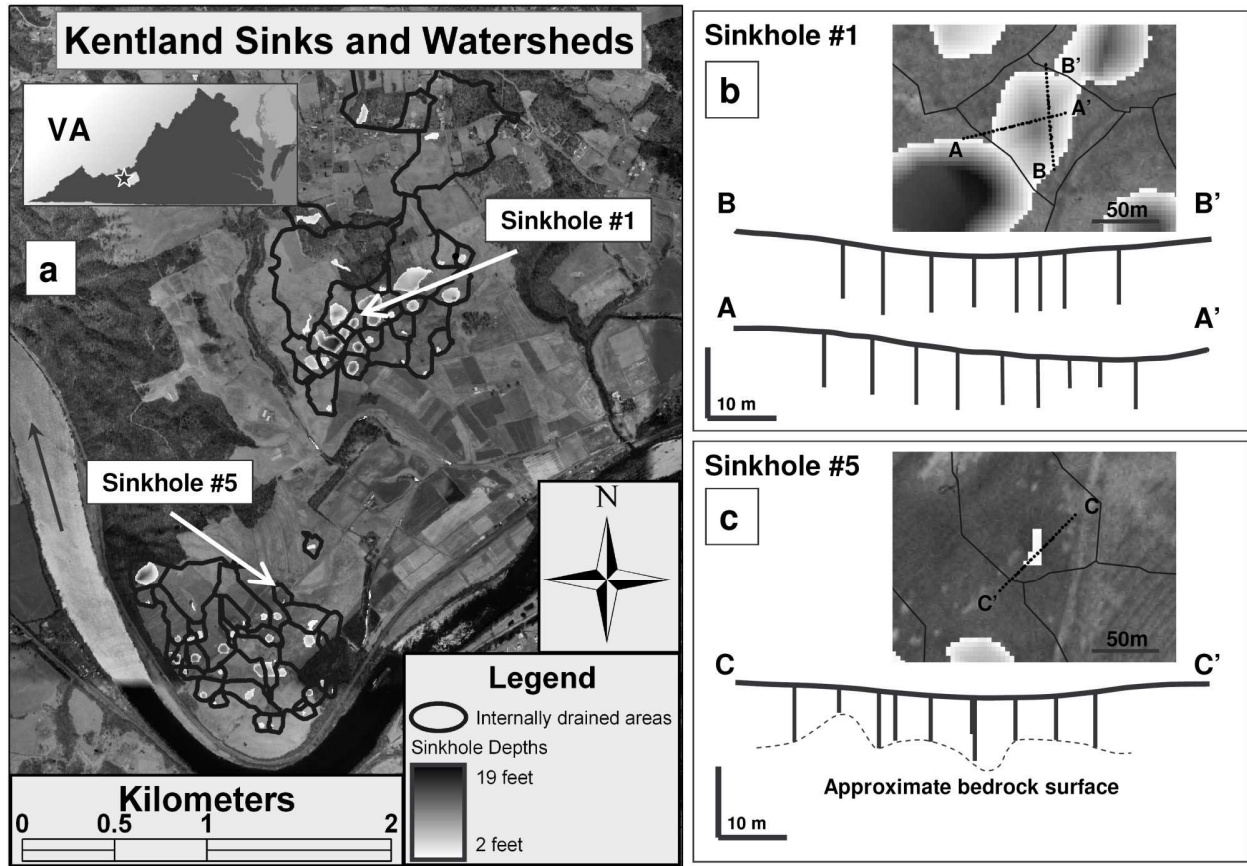 Kentland Sinks and Watersheds
VA
a
Sinkhole #1
Sinkhole #5
N
Legend
Internally drained areas
Sinkhole Depths
19 feet
2 feet
Kilometers
0 0.5 1 2
Sinkhole #1
b
B'
A'
A
B
50m
B B'
A A'
10 m
Sinkhole #5
c
C
C'
50m
C C'
Approximate bedrock surface
10 m